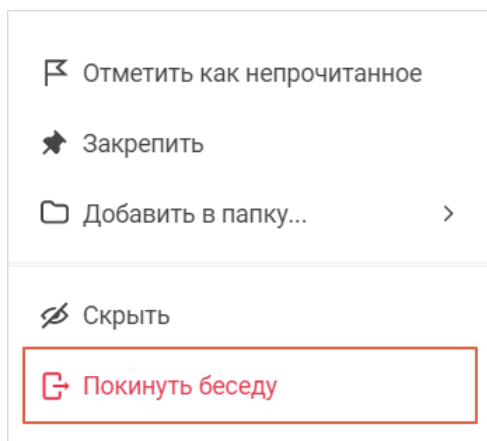 Отметить как непрочитанное
Закрепить
Добавить в папку...
Скрыть
Покинуть беседу